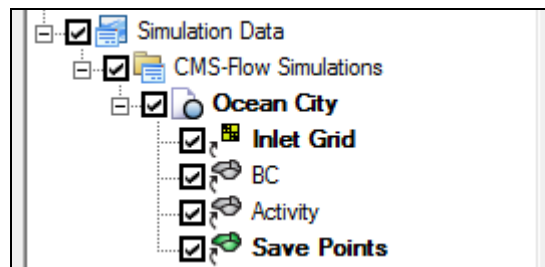 Simulation Data
CMS-Flow Simulations
Ocean City
Inlet Grid
BC
Activity
Save Points